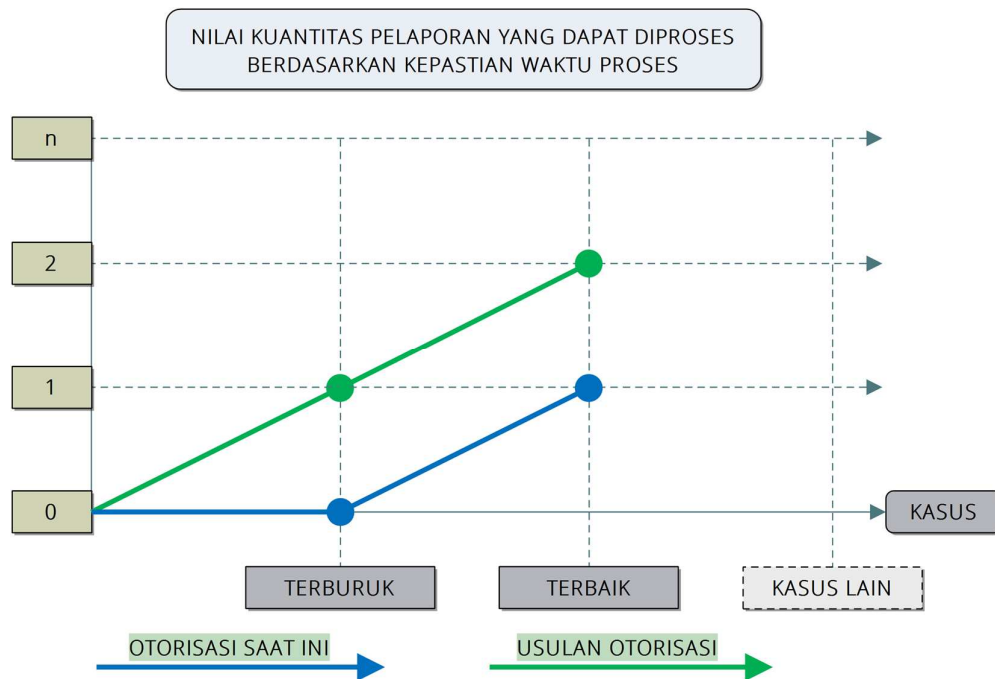 NILAI KUANTITAS PELAPORAN YANG DAPAT DIPROSES
BERDASARKAN KEPASTIAN WAKTU PROSES
n
2
1
0
KASUS
TERBURUK
TERBAIK
KASUS LAIN
OTORISASI SAAT INI
USULAN OTORISASI